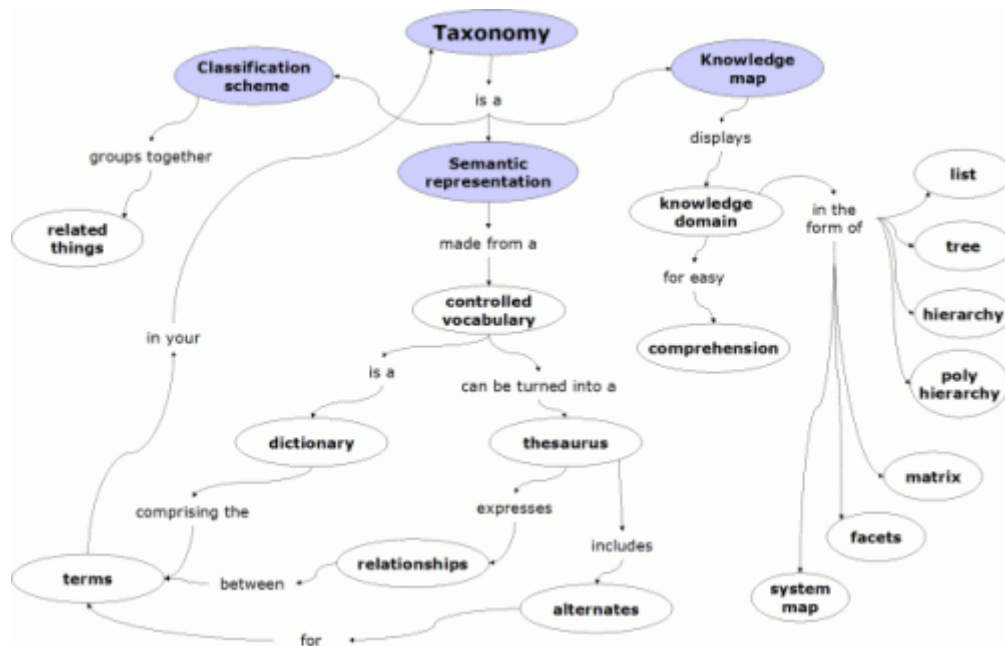 Taxonomy
Classification
scheme
Knowledge
map
is a
groups together
displays
Semantic
representation
list
related
things
knowledge
domain
in the
form of
tree
made from a
for easy
controlled
vocabulary
hierarchy
in your
comprehension
is a
can be turned into a
poly
hierarchy
dictionary
thesaurus
matrix
comprising the
expresses
facets
includes
relationships
terms
between
system
map
alternates
for